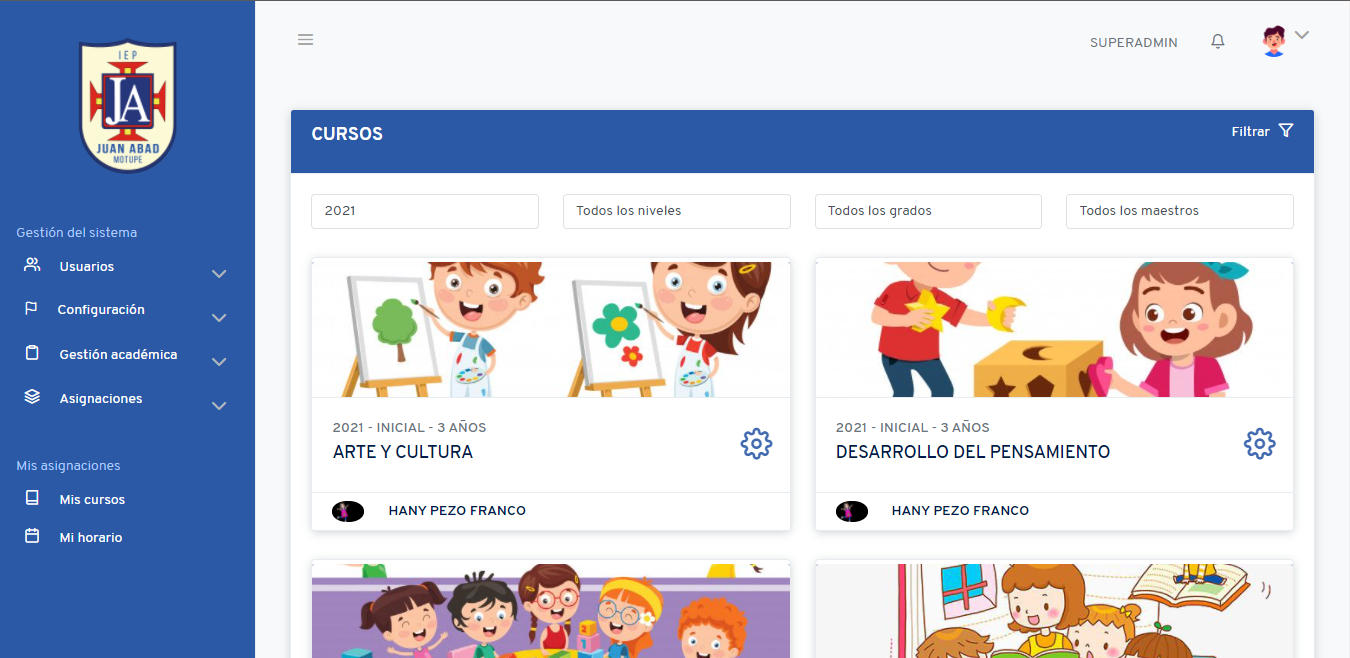 IEP
JA
JUAN ABAD
MOTUPE
Gestión del sistema
Usuarios
Configuración
Gestión académica
Asignaciones
Mis asignaciones
Mis cursos
Mi horario
SUPERADMIN
CURSOS
Filtrar
2021
Todos los niveles
Todos los grados
Todos los maestros
2021 - INICIAL - 3 AÑOS
ARTE Y CULTURA
HANY PEZO FRANCO
2021 - INICIAL - 3 AÑOS
DESARROLLO DEL PENSAMIENTO
HANY PEZO FRANCO
2
1